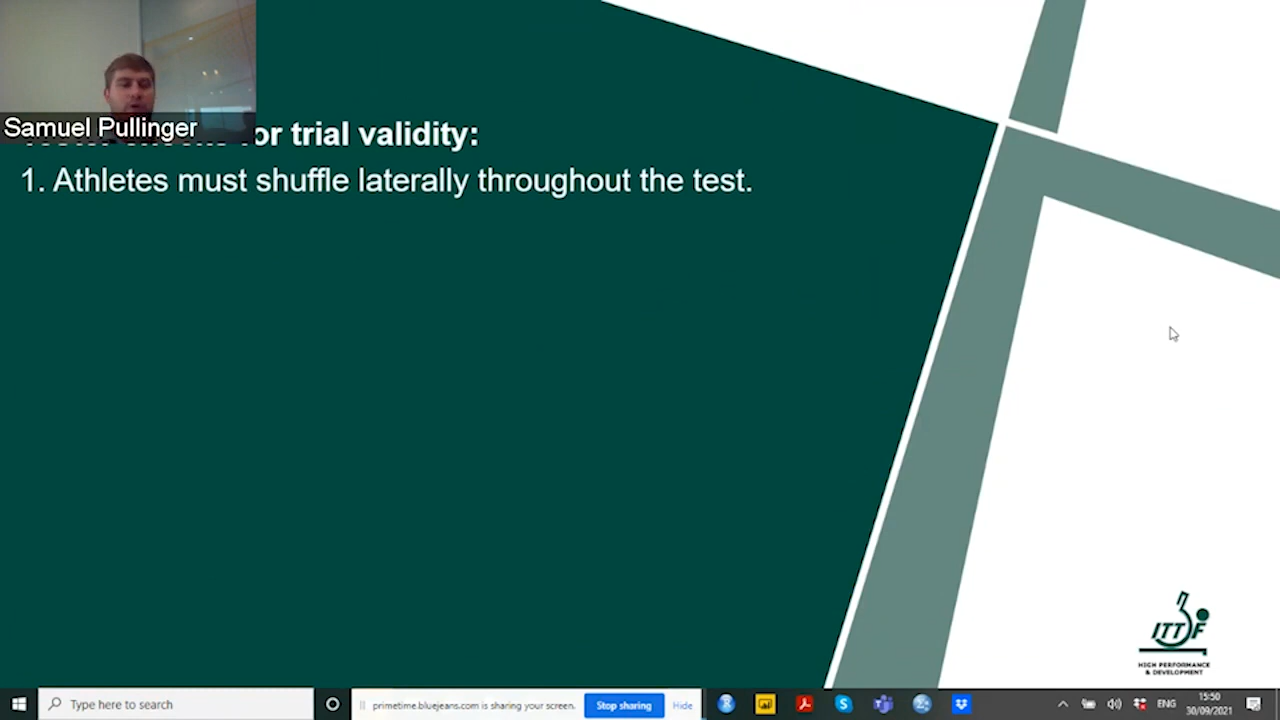 Samuel Pullinger
for trial validity:
1. Athletes must shuffle laterally throughout the test.
ITTF
HIGH PERFORMANCE
& DEVELOPMENT
Type here to search
primetime.bluejeans.com is sharing your screen.
Stop sharing
Hide
ENG
15:50
30/09/2021